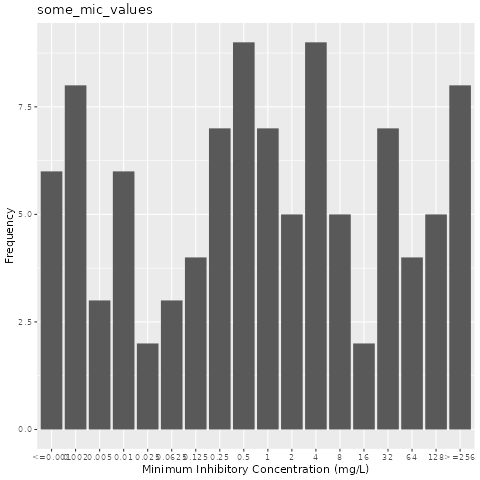 some_mic_values
7.5
5.0
2.5
0.0
Frequency
<=0.001 0.002 0.005 0.01 0.025 0.0625 0.125 0.25 0.5 1 2 4 8 16 32 64 128 >=256
Minimum Inhibitory Concentration (mg/L)